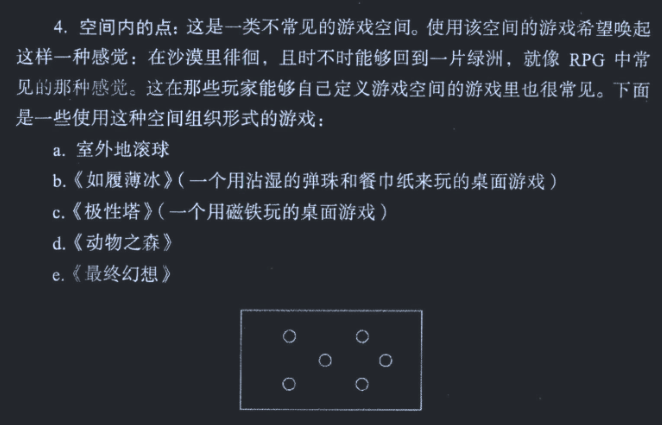 4. 空间内的点：这是一类不常见的游戏空间。使用该空间的游戏希望唤起
这样一种感觉：在沙漠里徘徊，且时不时能够回到一片绿洲，就像 RPG 中常
见的那种感觉。这在那些玩家能够自己定义游戏空间的游戏里也很常见。下面
是一些使用这种空间组织形式的游戏：
a. 室外地滚球
b.《如履薄冰》（一个用沾湿的弹珠和餐巾纸来玩的桌面游戏）
c.《极性塔》（一个用磁铁玩的桌面游戏）
d.《动物之森》
e.《最终幻想》